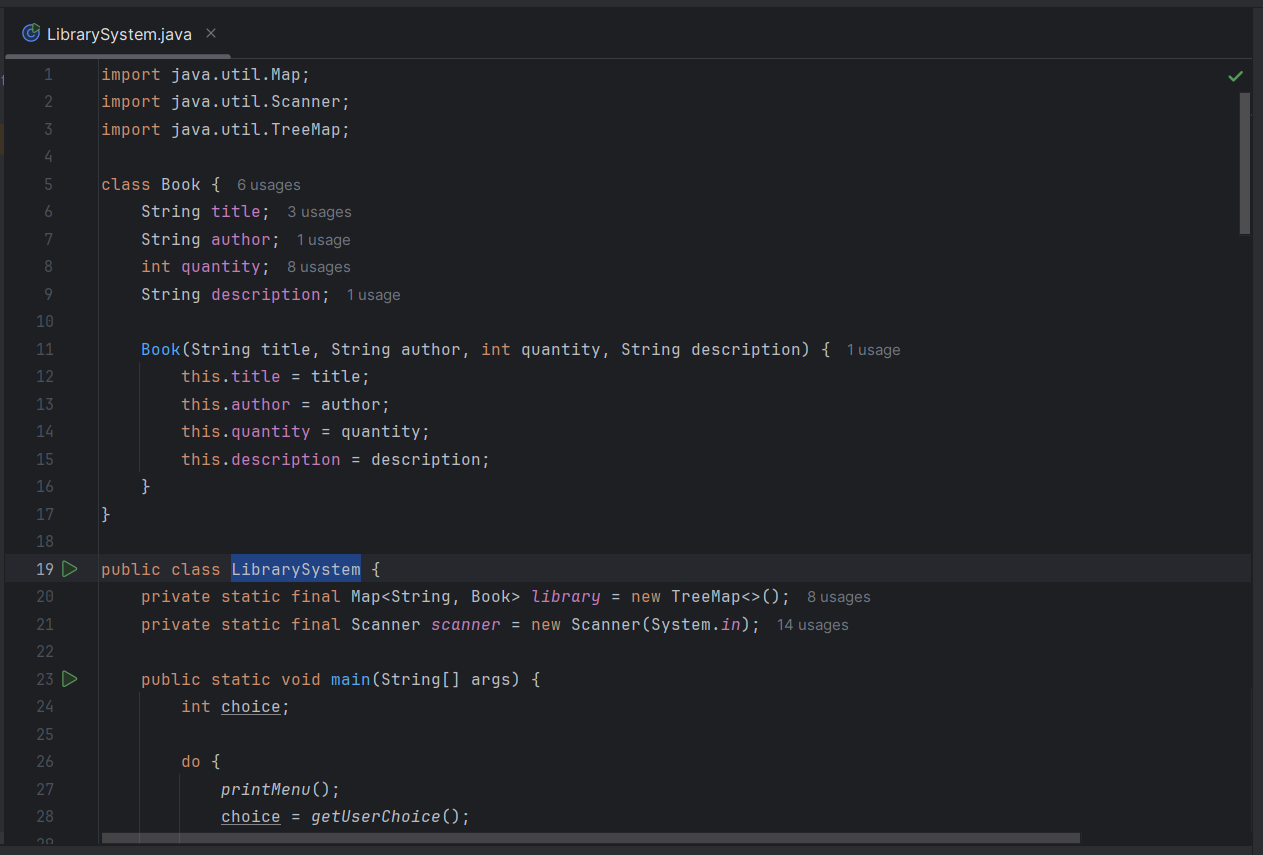 LibrarySystem.java
1 import java.util.Map;
2 import java.util.Scanner;
3 import java.util.TreeMap;
4
5 class Book { 6 usages
6 String title; 3 usages
7 String author; 1 usage
8 int quantity; 8 usages
9 String description; 1 usage
10
11 Book(String title, String author, int quantity, String description) { 1 usage
12 this.title = title;
13 this.author = author;
14 this.quantity = quantity;
15 this.description = description;
16 }
17 }
18
19 public class LibrarySystem {
20 private static final Map<String, Book> library = new TreeMap<>(); 8 usages
21 private static final Scanner scanner = new Scanner(System.in); 14 usages
22
23 public static void main(String[] args) {
24 int choice;
25
26 do {
27 printMenu();
28 choice = getUserChoice();